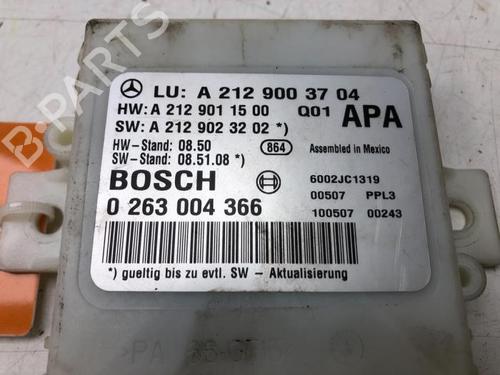 B-PARTS
LU: A 212 900 37 04
HW: A 212 901 15 00 Q01 APA
SW: A 212 902 32 02 *)
HW-Stand: 08.50 864 Assembled in Mexico
SW-Stand: 08.51.08 *)
BOSCH 6002JC1319
00507 PPL3
0 263 004 366 100507 00243
*) gueltig bis zu evtl. SW - Aktualisierung